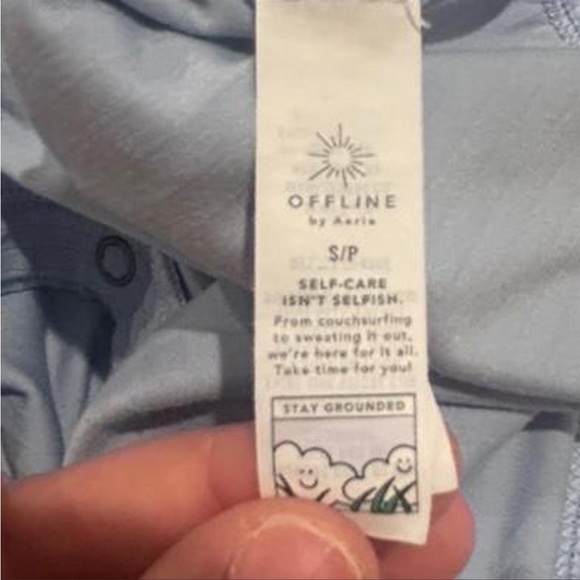 OFFLINE
by Aerie
S/P
SELF-CARE
ISN'T SELFISH.
From couchsurfing
to sweating it out,
we're here for it all.
Take time for you!
STAY GROUNDED